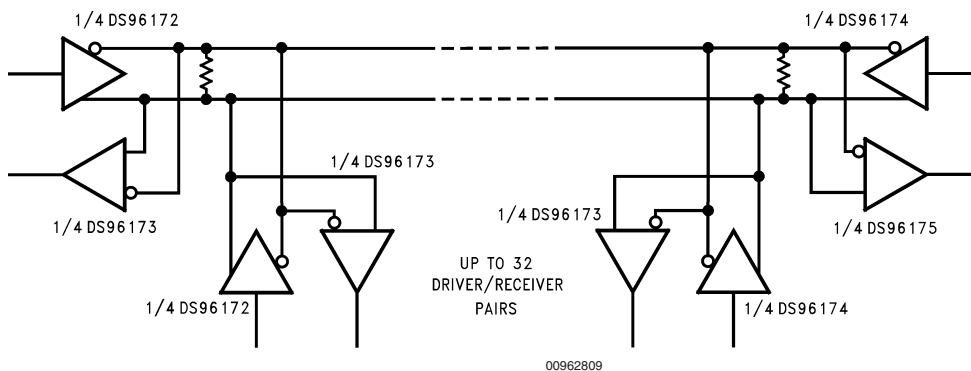 1/4 DS96172
1/4 DS96174
1/4 DS96173
1/4 DS96173
1/4 DS96173
1/4 DS96175
UP TO 32
DRIVER/RECEIVER
PAIRS
1/4 DS96172
1/4 DS96174
00962809